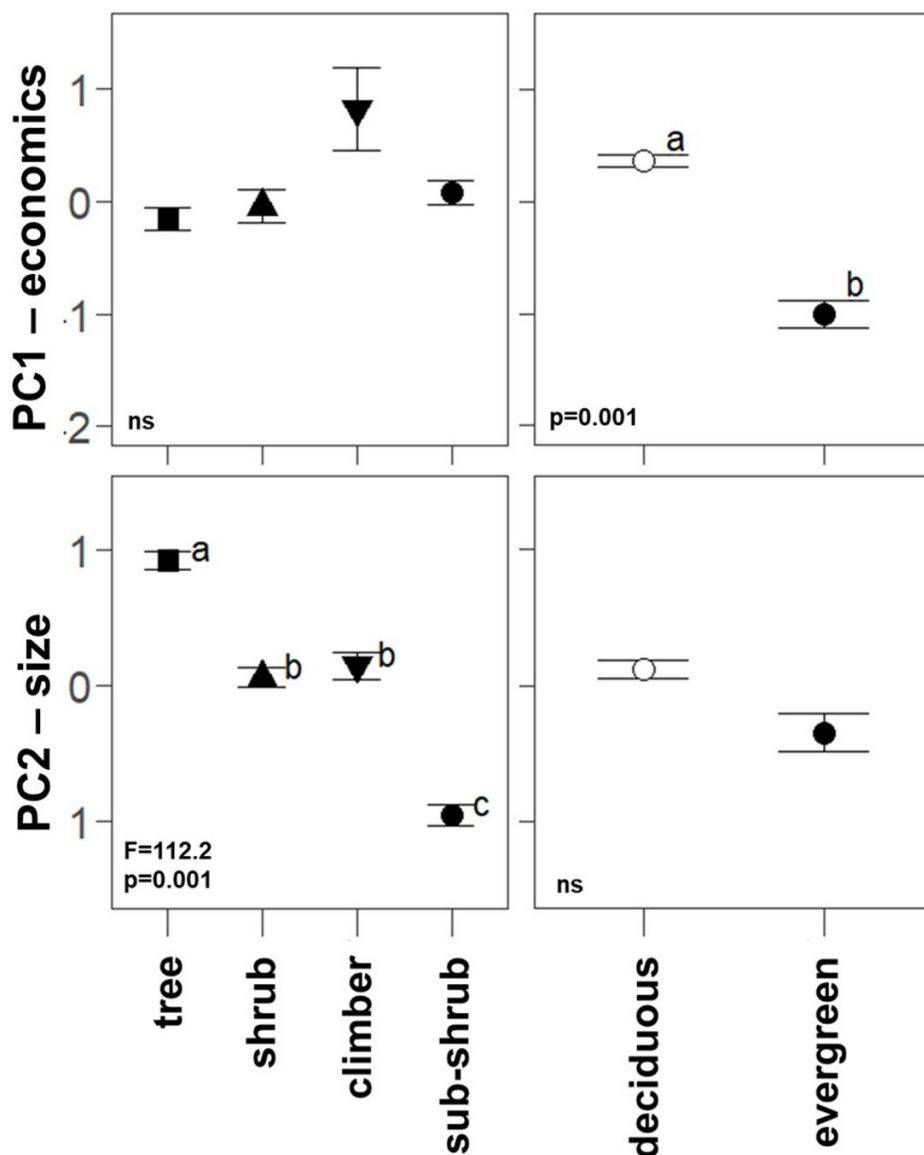 PC1 – economics
1
0
-1
-2
ns
a
b
p=0.001
PC2 – size
1
0
1
a
b
b
c
F=112.2
p=0.001
ns
tree
shrub
climber
sub-shrub
deciduous
evergreen